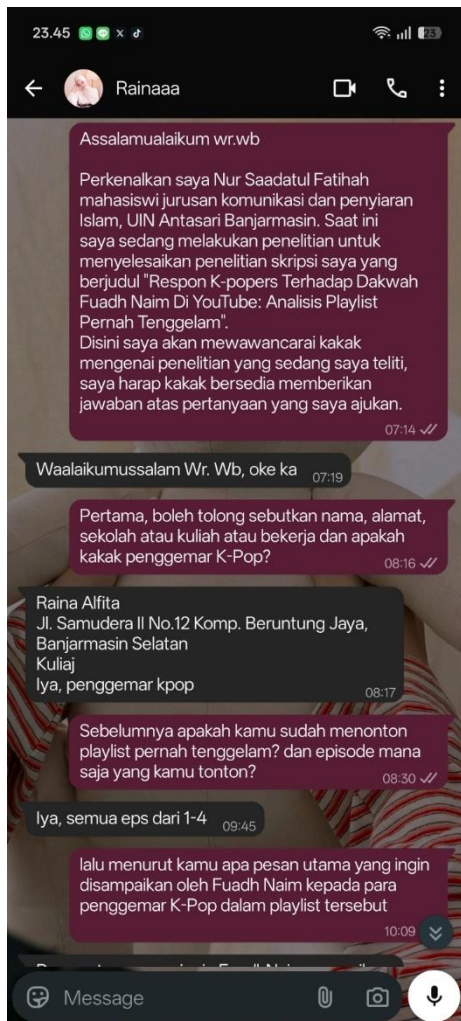 23.45
23
Rainaaa
Assalamualaikum wr.wb
Perkenalkan saya Nur Saadatul Fatihah
mahasiswi jurusan komunikasi dan penyiaran
Islam, UIN Antasari Banjarmasin. Saat ini
saya sedang melakukan penelitian untuk
menyelesaikan penelitian skripsi saya yang
berjudul "Respon K-popers Terhadap Dakwah
Fuadh Naim Di YouTube: Analisis Playlist
Pernah Tenggelam".
Disini saya akan mewawancarai kakak
mengenai penelitian yang sedang saya teliti,
saya harap kakak bersedia memberikan
jawaban atas pertanyaan yang saya ajukan.
07:14
Waalaikumussalam Wr. Wb, oke ka 07:19
Pertama, boleh tolong sebutkan nama, alamat,
sekolah atau kuliah atau bekerja dan apakah
kakak penggemar K-Pop?
08:16
Raina Alfita
Jl. Samudera II No.12 Komp. Beruntung Jaya,
Banjarmasin Selatan
Kuliaj
Iya, penggemar kpop
08:17
Sebelumnya apakah kamu sudah menonton
playlist pernah tenggelam? dan episode mana
saja yang kamu tonton?
08:30
Iya, semua eps dari 1-4 09:45
lalu menurut kamu apa pesan utama yang ingin
disampaikan oleh Fuadh Naim kepada para
penggemar K-Pop dalam playlist tersebut
10:09
Message